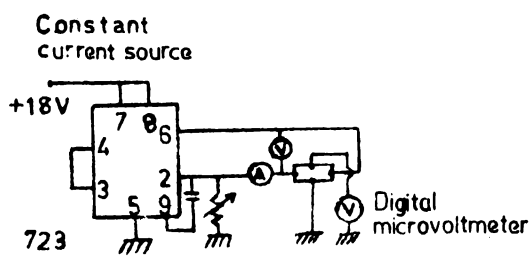 Constant
current source
+18V
7 8
6
4
V
2
A
3
5 9
V
Digital
microvoltmeter
723